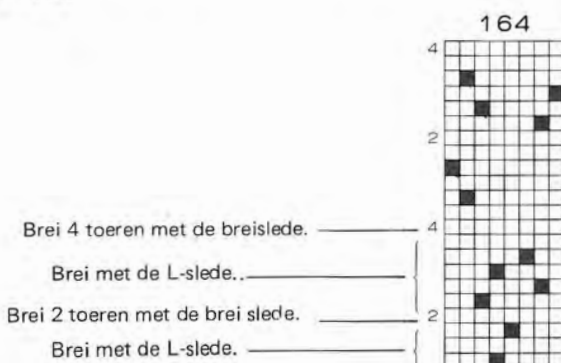 164
4
2
Brei 4 toeren met de breislede.
4
Brei met de L-slede..
Brei 2 toeren met de brei slede.
2
Brei met de L-slede.